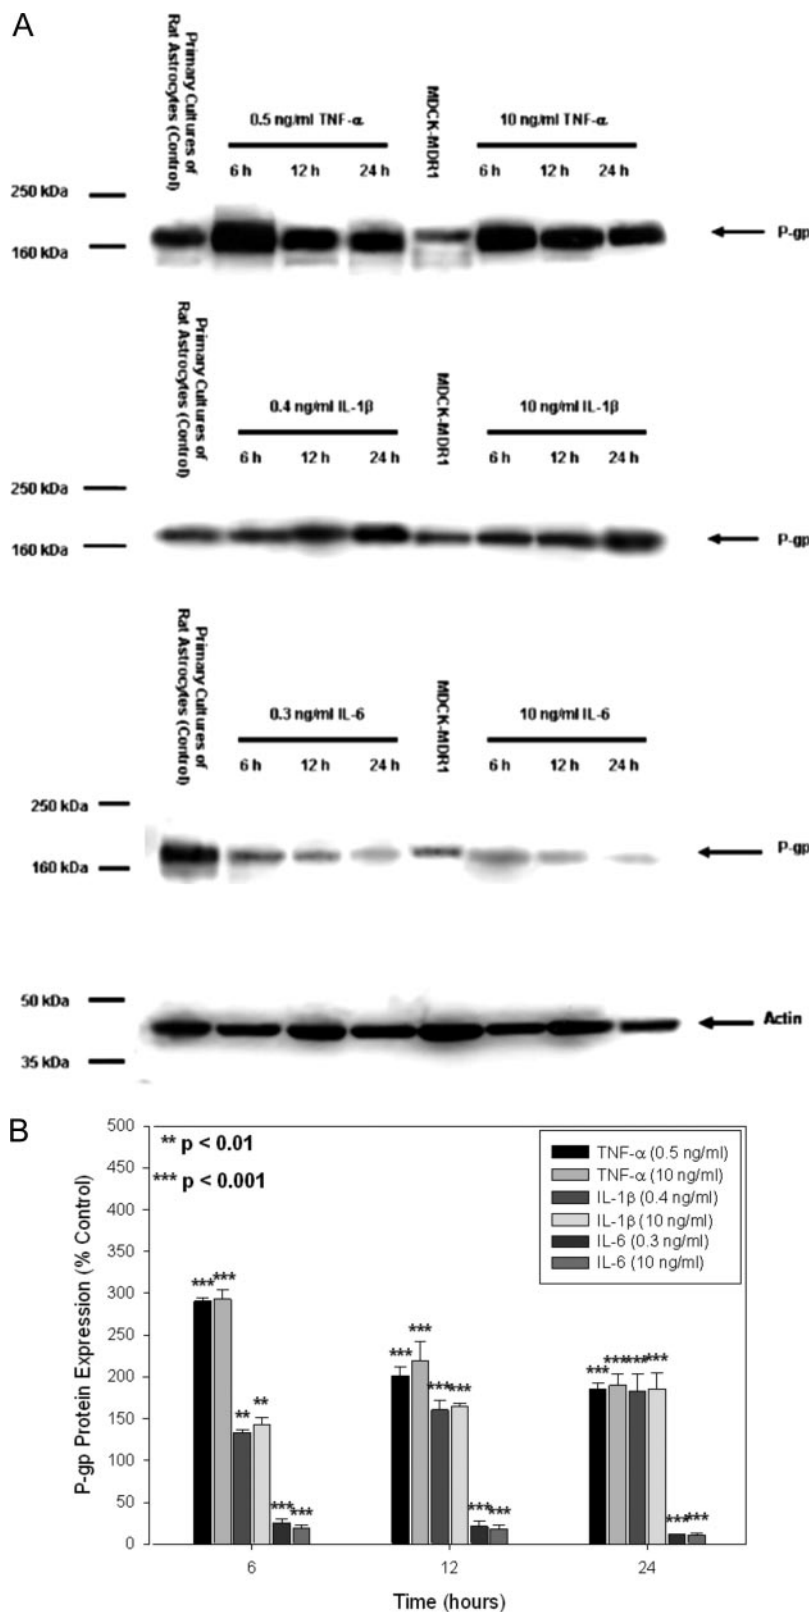 A
Primary Cultures of
Rat Astrocytes (Control)
0.5 ng/ml TNF-α
MDCK-MDR1
10 ng/ml TNF-α
6 h 12 h 24 h 6 h 12 h 24 h
250 kDa
160 kDa
P-gp
Primary Cultures of
Rat Astrocytes (Control)
0.4 ng/ml IL-1β
MDCK-MDR1
10 ng/ml IL-1β
6 h 12 h 24 h 6 h 12 h 24 h
250 kDa
160 kDa
P-gp
Primary Cultures of
Rat Astrocytes (Control)
0.3 ng/ml IL-6
MDCK-MDR1
10 ng/ml IL-6
6 h 12 h 24 h 6 h 12 h 24 h
250 kDa
160 kDa
P-gp
50 kDa
35 kDa
Actin
B
P-gp Protein Expression (% Control)
500
450
400
350
300
250
200
150
100
50
0
** p < 0.01
*** p < 0.001
TNF-α (0.5 ng/ml)
TNF-α (10 ng/ml)
IL-1β (0.4 ng/ml)
IL-1β (10 ng/ml)
IL-6 (0.3 ng/ml)
IL-6 (10 ng/ml)
*** *** ** ** *** ***
*** *** *** *** *** ***
*** *** *** *** *** ***
6 12 24
Time (hours)